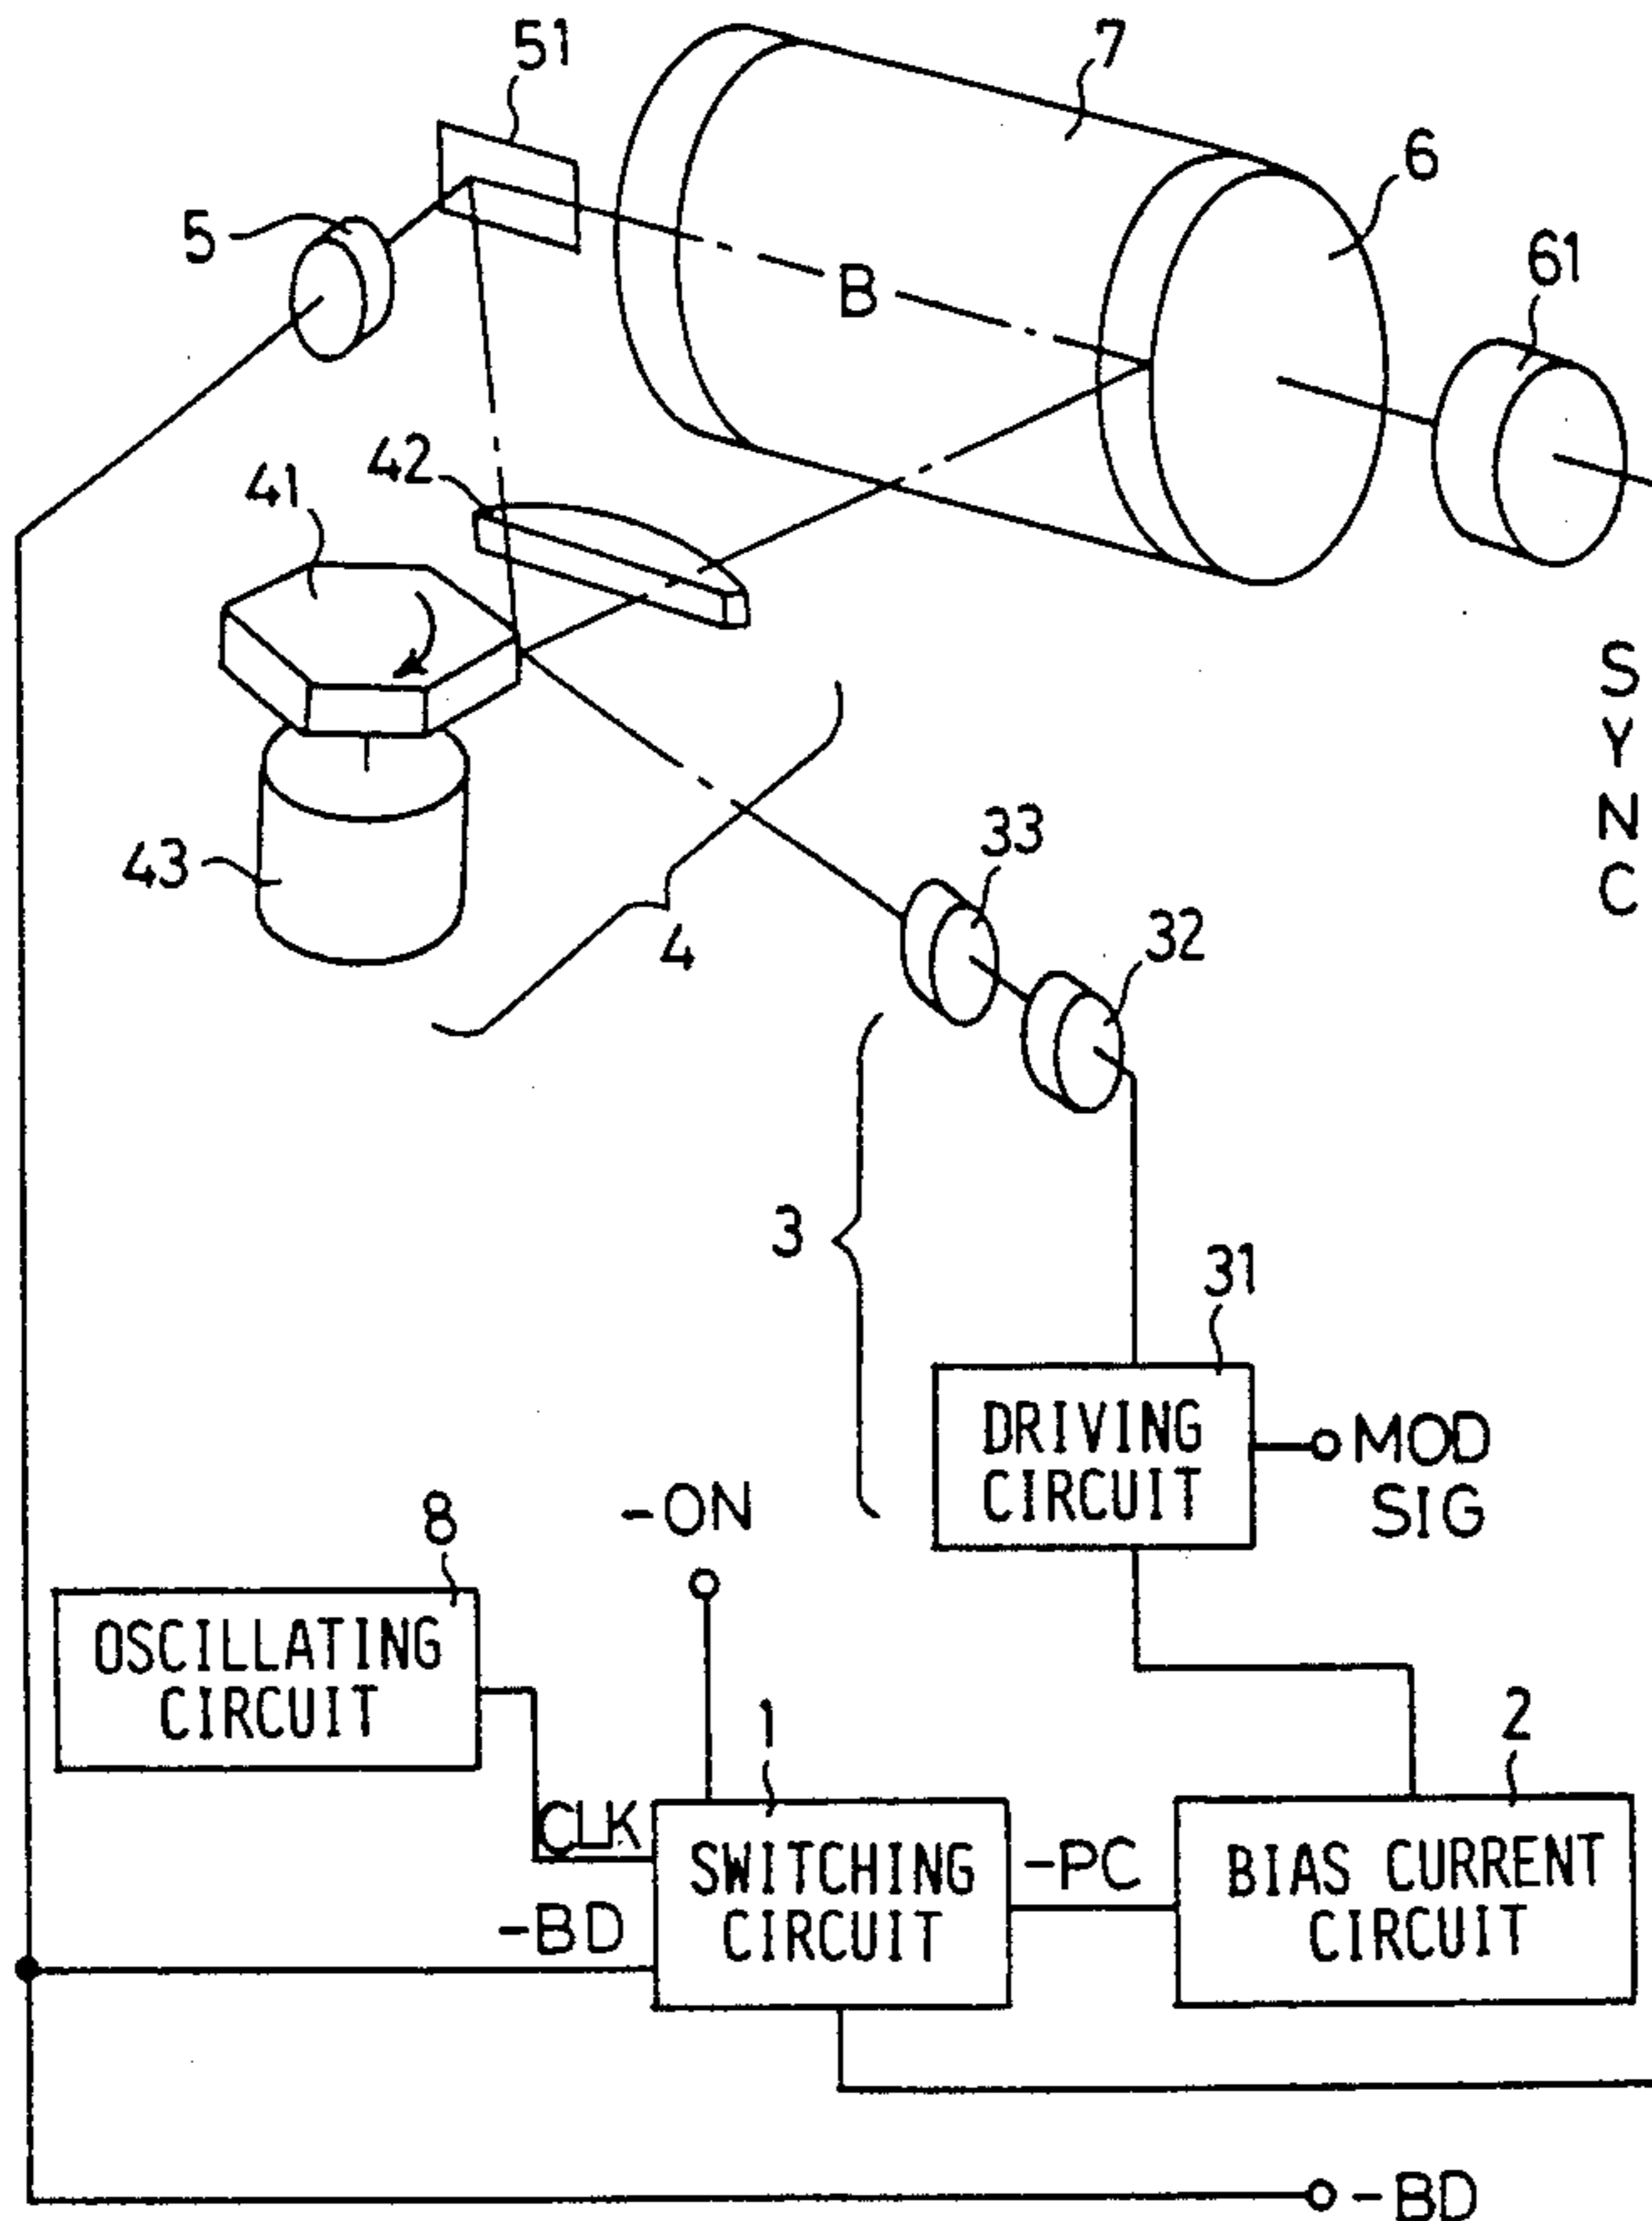 51
7
6
5
61
B
42
41
S
Y
N
C
43
33
32
4
3
31
DRIVING
CIRCUIT
MOD
SIG
-ON
8
OSCILLATING
CIRCUIT
1
2
CLK
SWITCHING
CIRCUIT
-PC
BIAS CURRENT
CIRCUIT
-BD
-BD